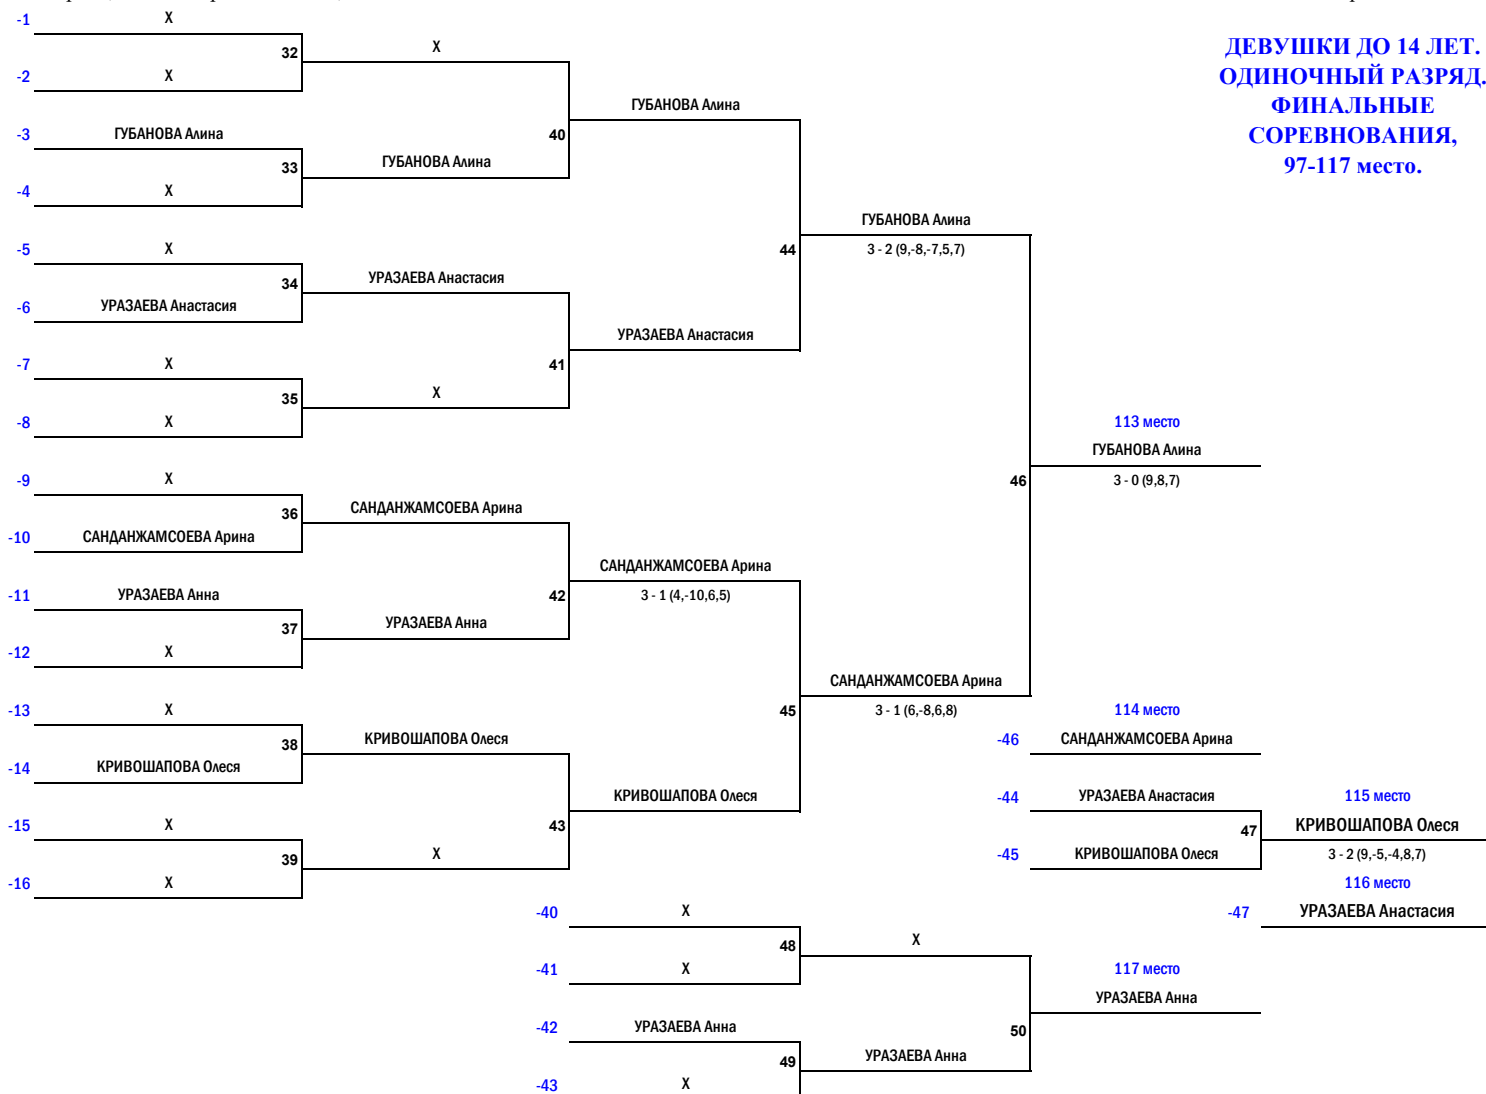 -1 X
32 X
-2 X
ДЕВУШКИ ДО 14 ЛЕТ.
ОДИНОЧНЫЙ РАЗРЯД.
ФИНАЛЬНЫЕ
СОРЕВНОВАНИЯ,
97-117 место.
ГУБАНОВА Алина
-3 ГУБАНОВА Алина
40
33 ГУБАНОВА Алина
-4 X
ГУБАНОВА Алина
-5 X
44 3 - 2 (9,-8,-7,5,7)
34 УРАЗАЕВА Анастасия
-6 УРАЗАЕВА Анастасия
УРАЗАЕВА Анастасия
-7 X
41
35 X
-8 X
113 место
ГУБАНОВА Алина
-9 X
46 3 - 0 (9,8,7)
36 САНДАНЖАМСОЕВА Арина
-10 САНДАНЖАМСОЕВА Арина
САНДАНЖАМСОЕВА Арина
-11 УРАЗАЕВА Анна
42 3 - 1 (4,-10,6,5)
37 УРАЗАЕВА Анна
-12 X
САНДАНЖАМСОЕВА Арина
-13 X
45 3 - 1 (6,-8,6,8)
114 место
38 КРИВОШАПОВА Олеся
-46 САНДАНЖАМСОЕВА Арина
-14 КРИВОШАПОВА Олеся
КРИВОШАПОВА Олеся
-44 УРАЗАЕВА Анастасия
115 место
-15 X
43
47 КРИВОШАПОВА Олеся
39 X
-45 КРИВОШАПОВА Олеся
3 - 2 (9,-5,-4,8,7)
-16 X
116 место
-40 X
-47 УРАЗАЕВА Анастасия
48 X
-41 X
117 место
УРАЗАЕВА Анна
-42 УРАЗАЕВА Анна
50
49 УРАЗАЕВА Анна
-43 X